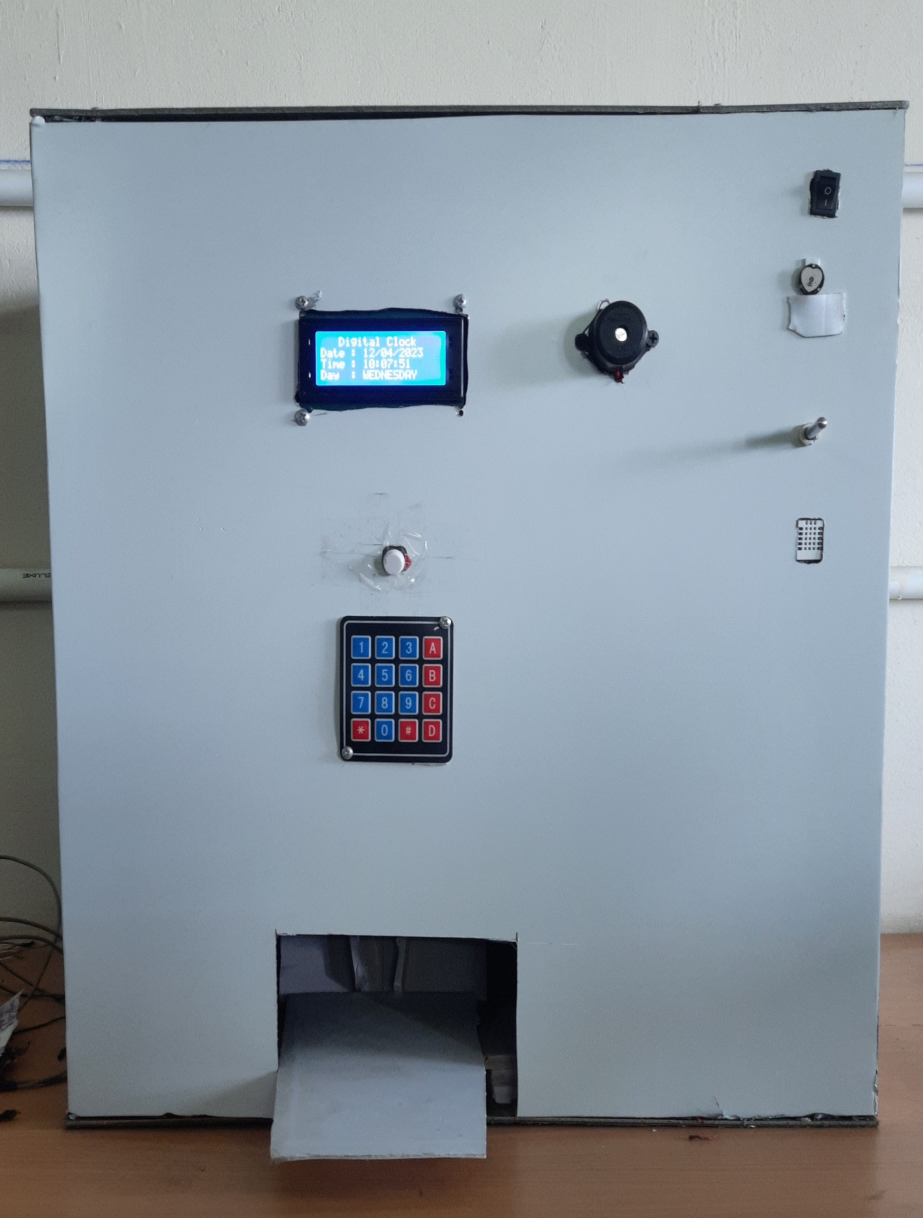 Digital Clock
Date : 12/04/2023
Time : 10:07:51
Day : WEDNESDAY
1 2 3 A
4 5 6 B
7 8 9 C
* 0 # D